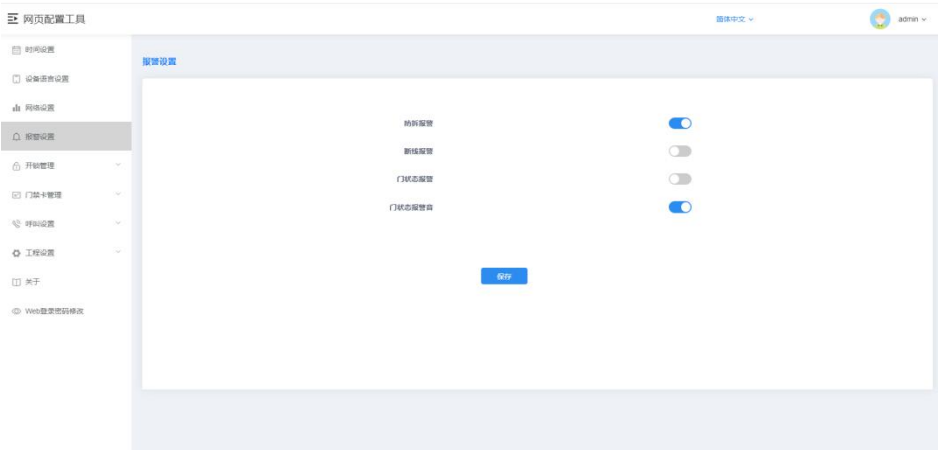 网页配置工具
简体中文
admin
时间设置
设备语言设置
网络设置
报警设置
开锁管理
门禁卡管理
呼叫设置
工程设置
关于
Web登录密码修改
报警设置
防拆报警
断线报警
门状态报警
门状态报警音
保存